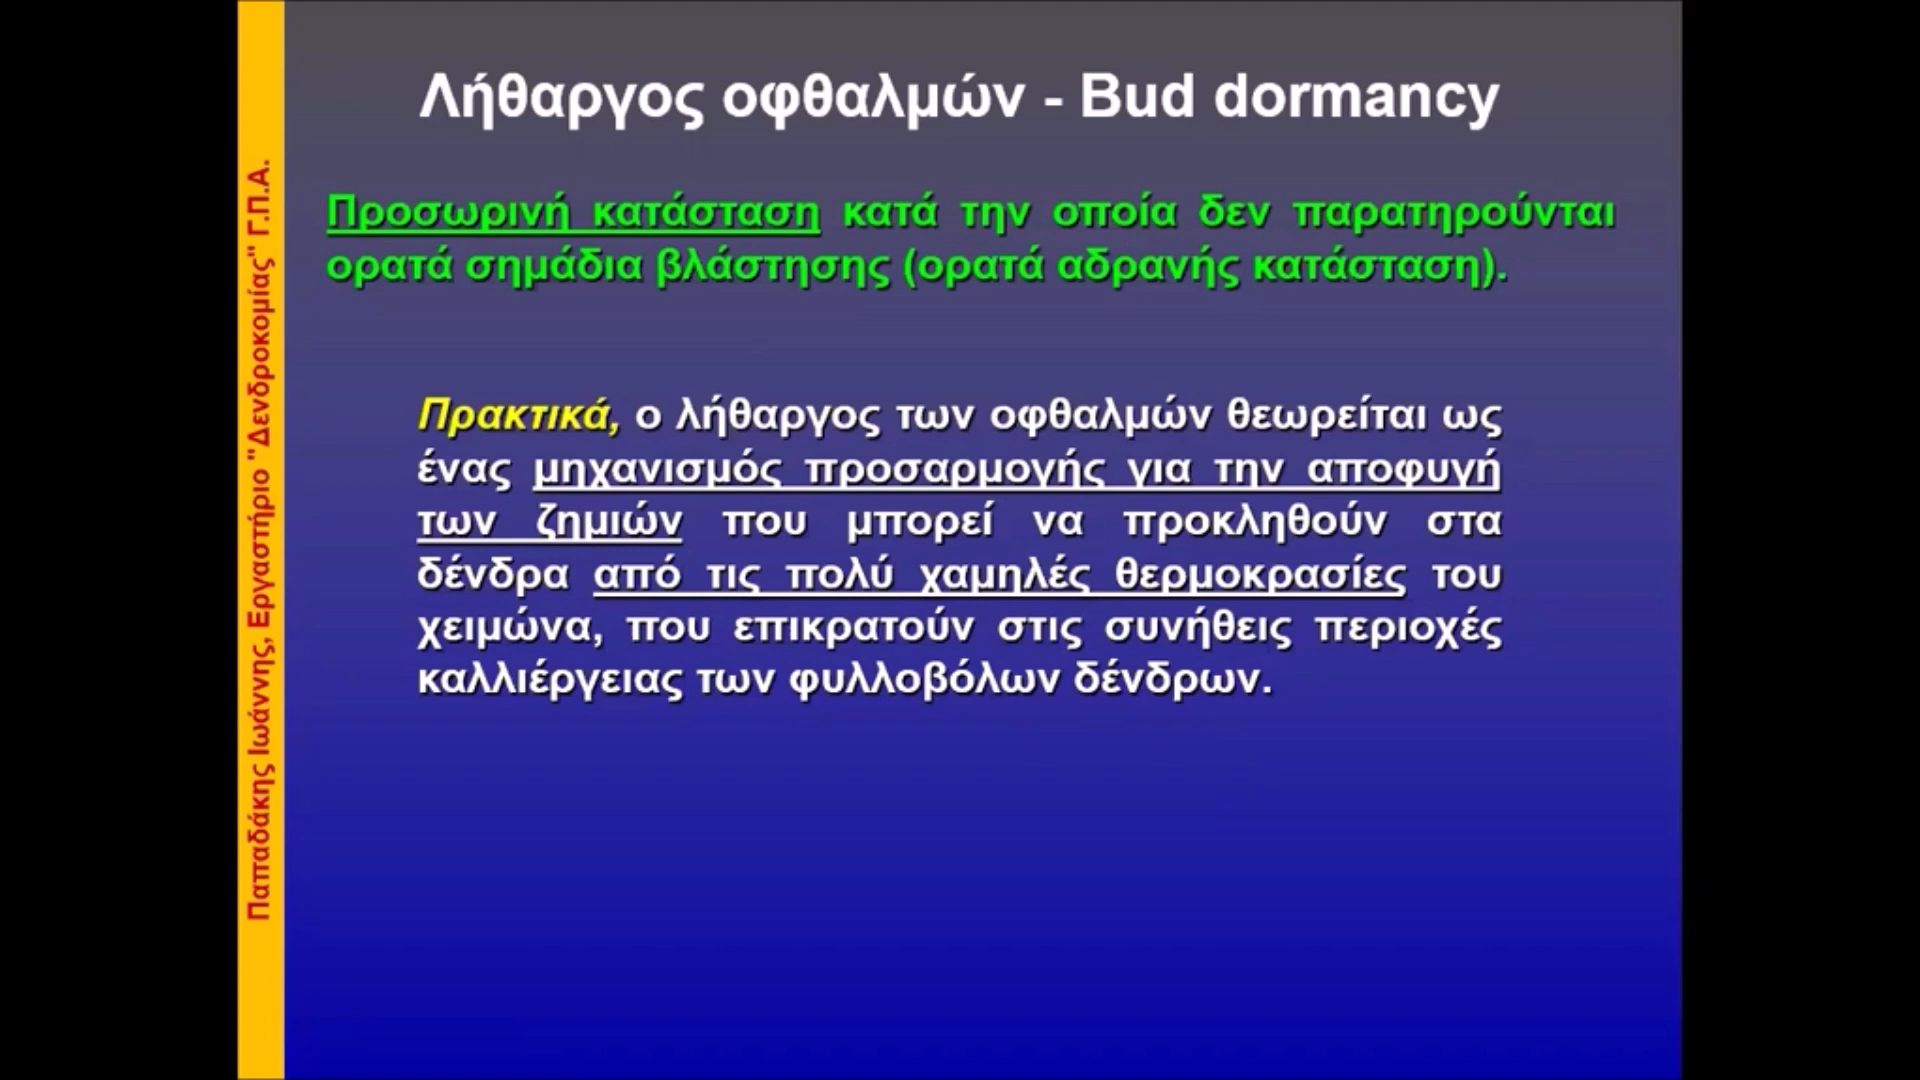 Λήθαργος οφθαλμών - Bud dormancy
Προσωρινή κατάσταση κατά την οποία δεν παρατηρούνται
ορατά σημάδια βλάστησης (ορατά αδρανής κατάσταση).
Πρακτικά, ο λήθαργος των οφθαλμών θεωρείται ως
ένας μηχανισμός προσαρμογής για την αποφυγή
των ζημιών που μπορεί να προκληθούν στα
δένδρα από τις πολύ χαμηλές θερμοκρασίες του
χειμώνα, που επικρατούν στις συνήθεις περιοχές
καλλιέργειας των φυλλοβόλων δένδρων.
Παπαδάκης Ιωάννης, Εργαστήριο "Δενδροκομίας" Γ.Π.Α.